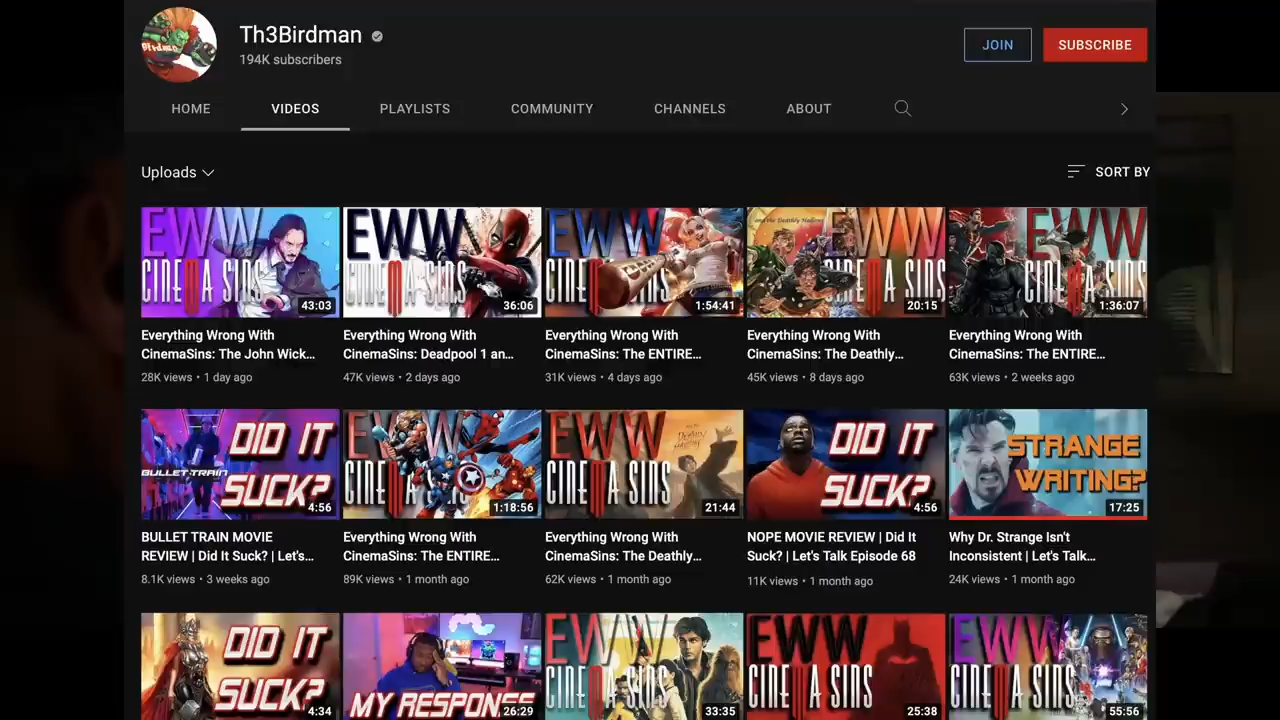 Th3Birdman
194K subscribers
JOIN
SUBSCRIBE
HOME
VIDEOS
PLAYLISTS
COMMUNITY
CHANNELS
ABOUT
Uploads
SORT BY
EWW
CINEMA SINS
43:03
EWW
CINEMA SINS
36:06
EWW
CINEMA SINS
1:54:41
EWW
CINEMA SINS
20:15
EWW
CINEMA SINS
1:36:07
Everything Wrong With
CinemaSins: The John Wick...
28K views • 1 day ago
Everything Wrong With
CinemaSins: Deadpool 1 an...
47K views • 2 days ago
Everything Wrong With
CinemaSins: The ENTIRE...
31K views • 4 days ago
Everything Wrong With
CinemaSins: The Deathly...
45K views • 8 days ago
Everything Wrong With
CinemaSins: The ENTIRE...
63K views • 2 weeks ago
BULLET TRAIN
DID IT
SUCK?
4:56
EWW
CINEMA SINS
1:18:56
EWW
CINEMA SINS
21:44
DID IT
SUCK?
4:56
STRANGE
WRITING?
17:25
BULLET TRAIN MOVIE
REVIEW | Did It Suck? | Let's...
8.1K views • 3 weeks ago
Everything Wrong With
CinemaSins: The ENTIRE...
89K views • 1 month ago
Everything Wrong With
CinemaSins: The Deathly...
62K views • 1 month ago
NOPE MOVIE REVIEW | Did It
Suck? | Let's Talk Episode 68
11K views • 1 month ago
Why Dr. Strange Isn't
Inconsistent | Let's Talk...
24K views • 1 month ago
DID IT
SUCK?
4:34
MY RESPONSE
26:29
EWW
CINEMA SINS
33:35
EWW
CINEMA SINS
25:38
EWW
CINEMA SINS
55:56